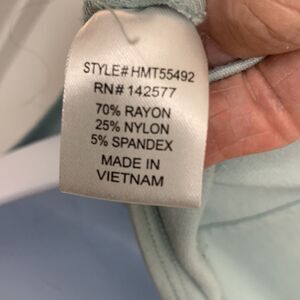 STYLE# HMT55492
RN# 142577
70% RAYON
25% NYLON
5% SPANDEX
MADE IN
VIETNAM